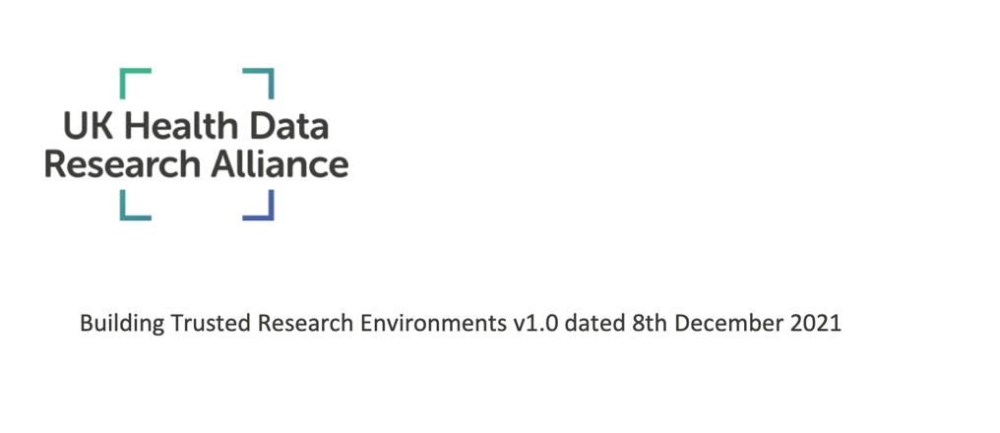 UK Health Data
Research Alliance
Building Trusted Research Environments v1.0 dated 8th December 2021